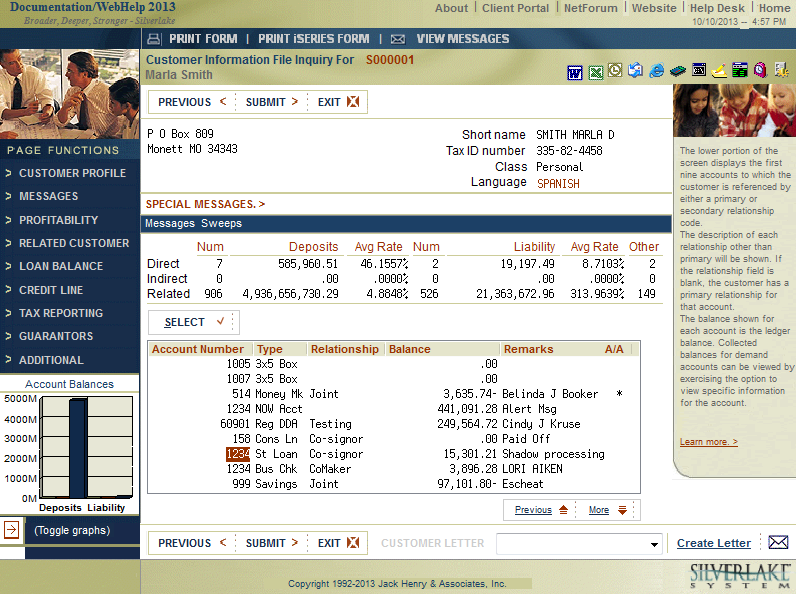 Documentation/WebHelp 2013
Broader, Deeper, Stronger - Silverlake
About | Client Portal | NetForum | Website | Help Desk | Home
10/10/2013 -- 4:57 PM
PRINT FORM | PRINT iSERIES FORM | VIEW MESSAGES
Customer Information File Inquiry For S000001
Marla Smith
PREVIOUS < SUBMIT > EXIT
P O Box 809
Monett MO 34343
Short name SMITH MARLA D
Tax ID number 335-82-4458
Class Personal
Language SPANISH
PAGE FUNCTIONS
> CUSTOMER PROFILE
> MESSAGES
> PROFITABILITY
> RELATED CUSTOMER
> LOAN BALANCE
> CREDIT LINE
> TAX REPORTING
> GUARANTORS
> ADDITIONAL
Account Balances
5000M
4000M
3000M
2000M
1000M
0M
Deposits Liability
(Toggle graphs)
SPECIAL MESSAGES. >
Messages Sweeps
Num Deposits Avg Rate Num Liability Avg Rate Other
Direct 7 585,960.51 46.1557% 2 19,197.49 8.7103% 2
Indirect 0 .00 .0000% 0 .00 .0000% 0
Related 906 4,936,656,730.29 4.8848% 526 21,363,672.96 313.9639% 149
SELECT
Account Number Type Relationship Balance Remarks A/A
1005 3x5 Box .00
1007 3x5 Box .00
514 Money Mk Joint 3,635.74- Belinda J Booker *
1234 NOW Acct 441,091.28 Alert Msg
60901 Reg DDA Testing 249,564.72 Cindy J Kruse
158 Cons Ln Co-signor .00 Paid Off
1234 St Loan Co-signor 15,301.21 Shadow processing
1234 Bus Chk CoMaker 3,896.28 LORI AIKEN
999 Savings Joint 97,101.80- Escheat
Previous More
PREVIOUS < SUBMIT > EXIT CUSTOMER LETTER Create Letter
The lower portion of the
screen displays the first
nine accounts to which the
customer is referenced by
either a primary or
secondary relationship
code.
The description of each
relationship other than
primary will be shown. If
the relationship field is
blank, the customer has a
primary relationship for
that account.
The balance shown for
each account is the ledger
balance. Collected
balances for demand
accounts can be viewed by
exercising the option to
view specific information
for the account.
Learn more. >
Copyright 1992-2013 Jack Henry & Associates, Inc.
SILVERLAKE
SYSTEM